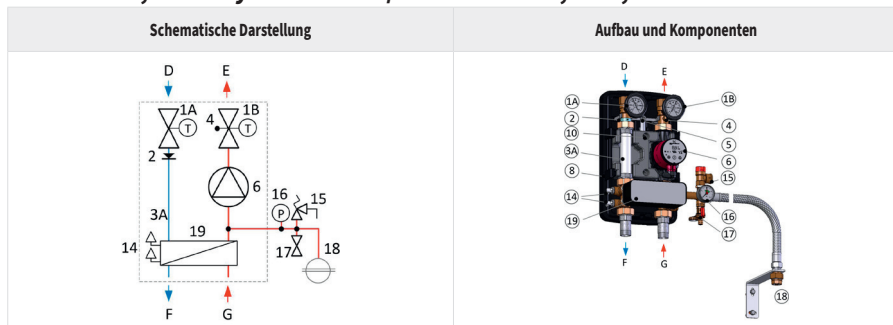 Schematische Darstellung
Aufbau und Komponenten
D E
1A 1B
4
T T
2
6
16 15
P
3A
19
14
17 18
F G
D E
1A 1B
2 4
10 5
3A 6
8 15
14
16
19 17
18
F G